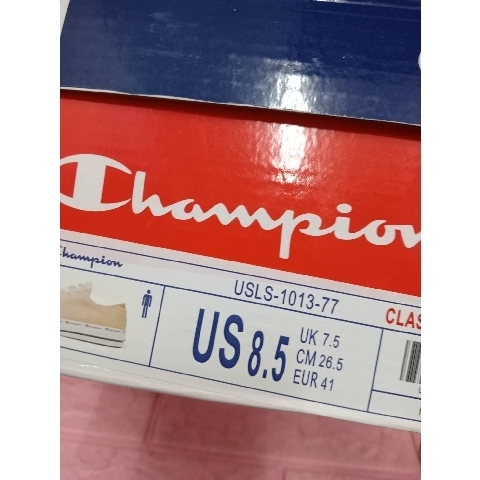 Champion
Champion
USLS-1013-77
CLAS
US 8.5
UK 7.5
CM 26.5
EUR 41